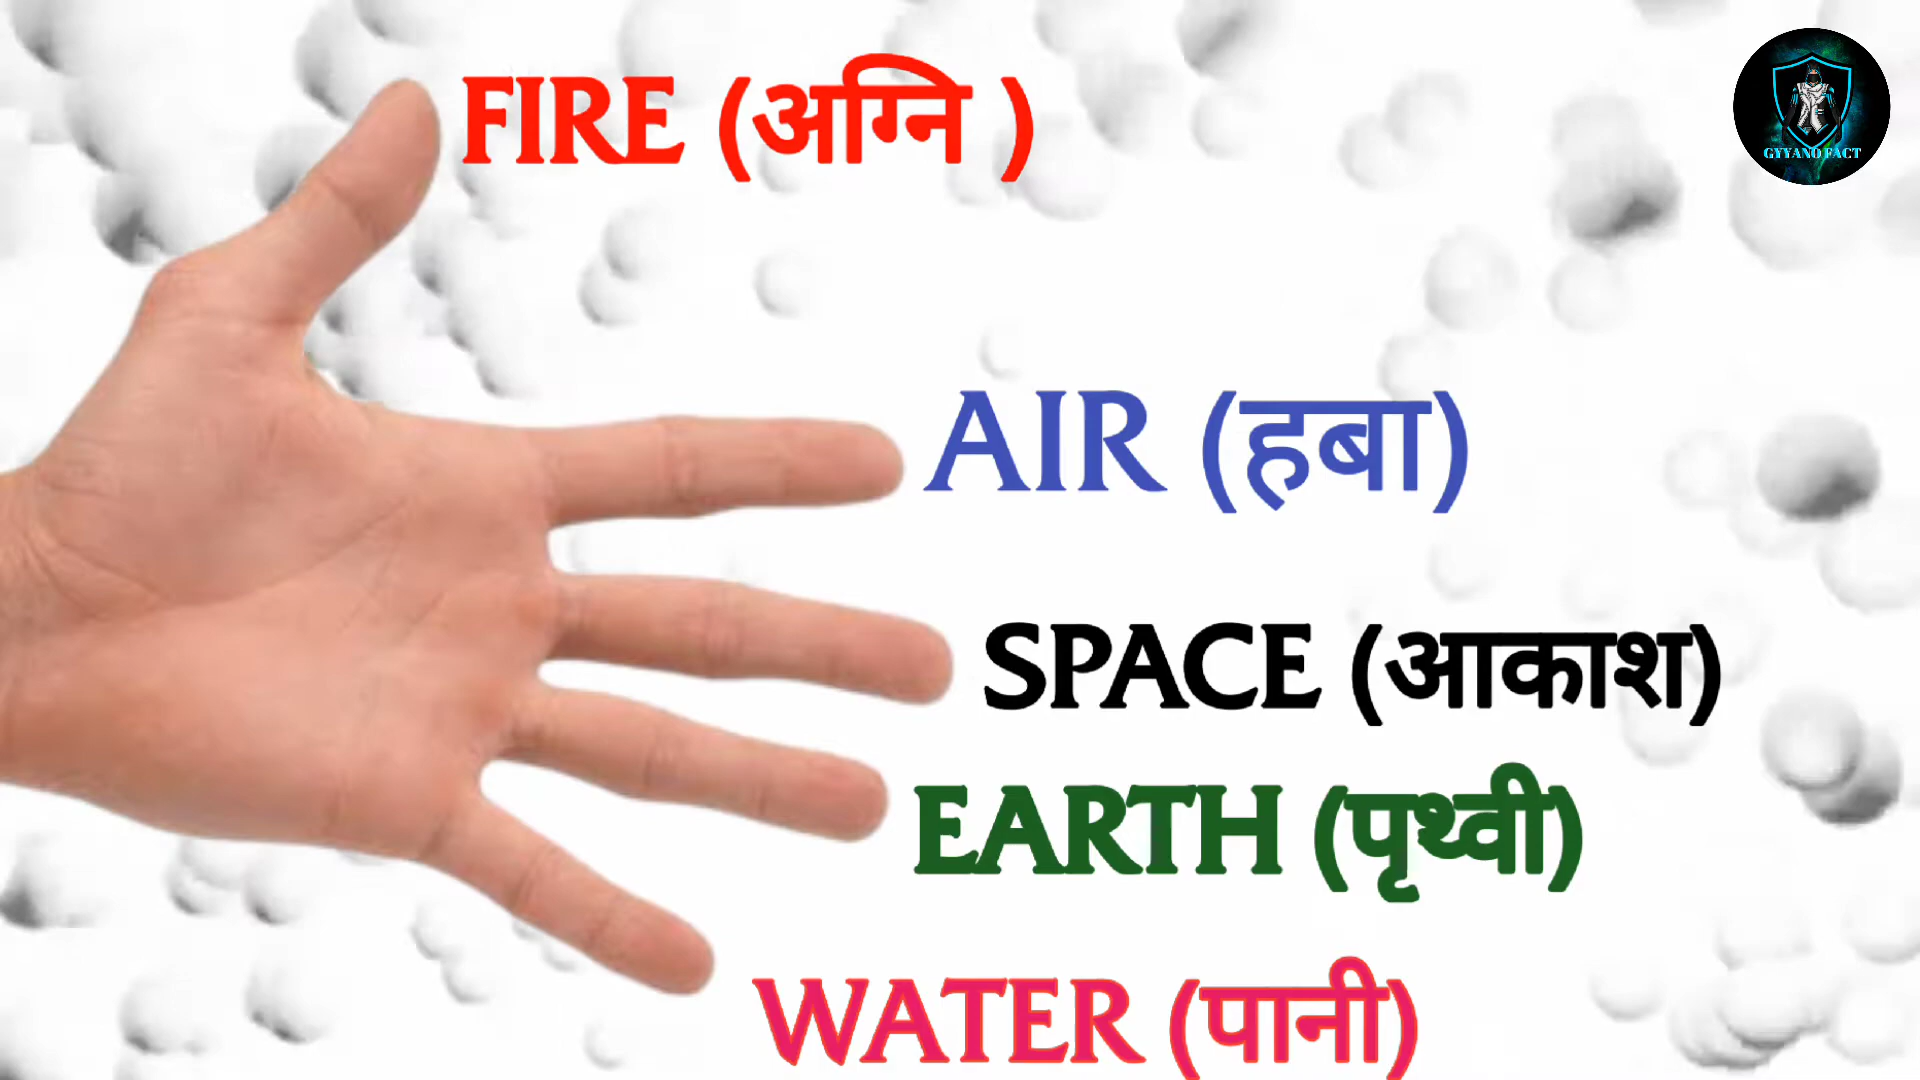 FIRE (अग्नि )
GYYANO FACT
AIR (हबा)
SPACE (आकाश)
EARTH (पृथ्वी)
WATER (पानी)